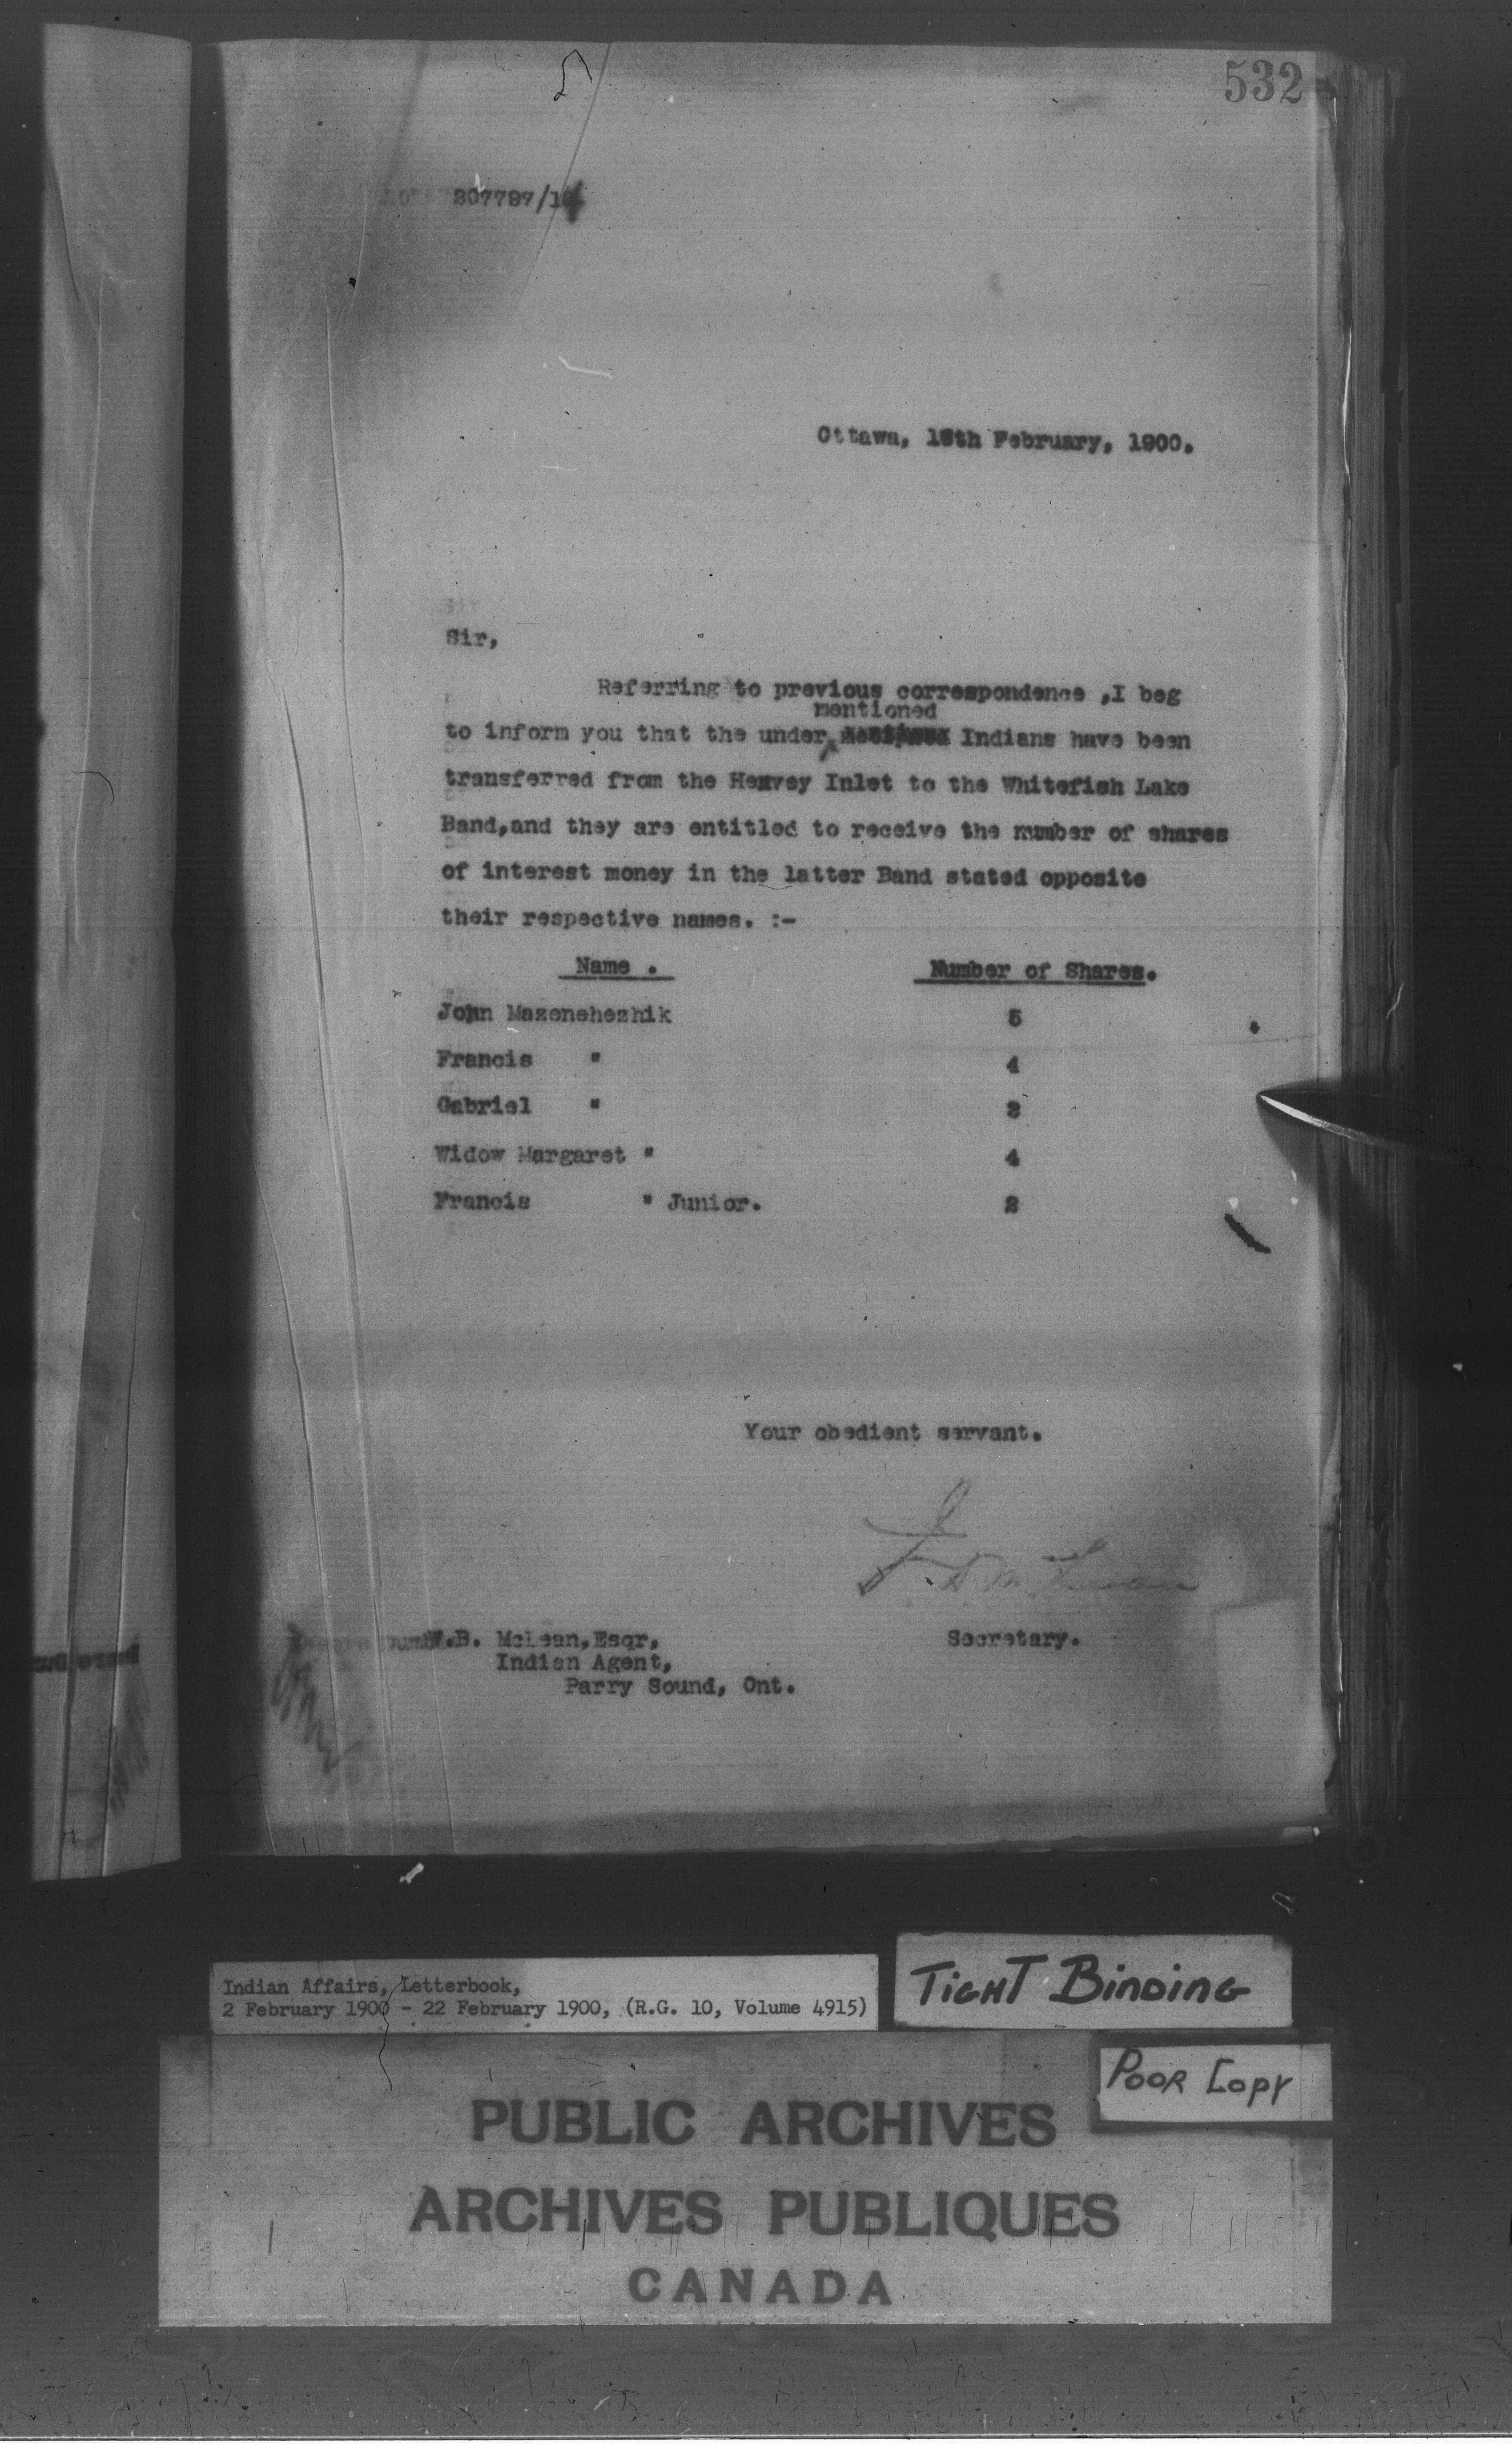 532
Ottawa, 16th February, 1900.
Sir,
Referring to previous correspondence ,I beg
mentioned
to inform you that the under Indians have been
transferred from the Henvey Inlet to the Whitefish Lake
Band,and they are entitled to receive the number of shares
of interest money in the latter Band stated opposite
their respective names. :-
Name . Number of Shares.
John Mazenehezhik 5
Francis " 4
Gabriel " 3
Widow Margaret " 4
Francis " Junior. 2
Your obedient servant.
W.B. McLean,Esqr, Secretary.
Indian Agent,
Parry Sound, Ont.
Indian Affairs, Letterbook,
2 February 1900 - 22 February 1900, (R.G. 10, Volume 4915)
TIGHT BINDING
POOR COPY
PUBLIC ARCHIVES
ARCHIVES PUBLIQUES
CANADA